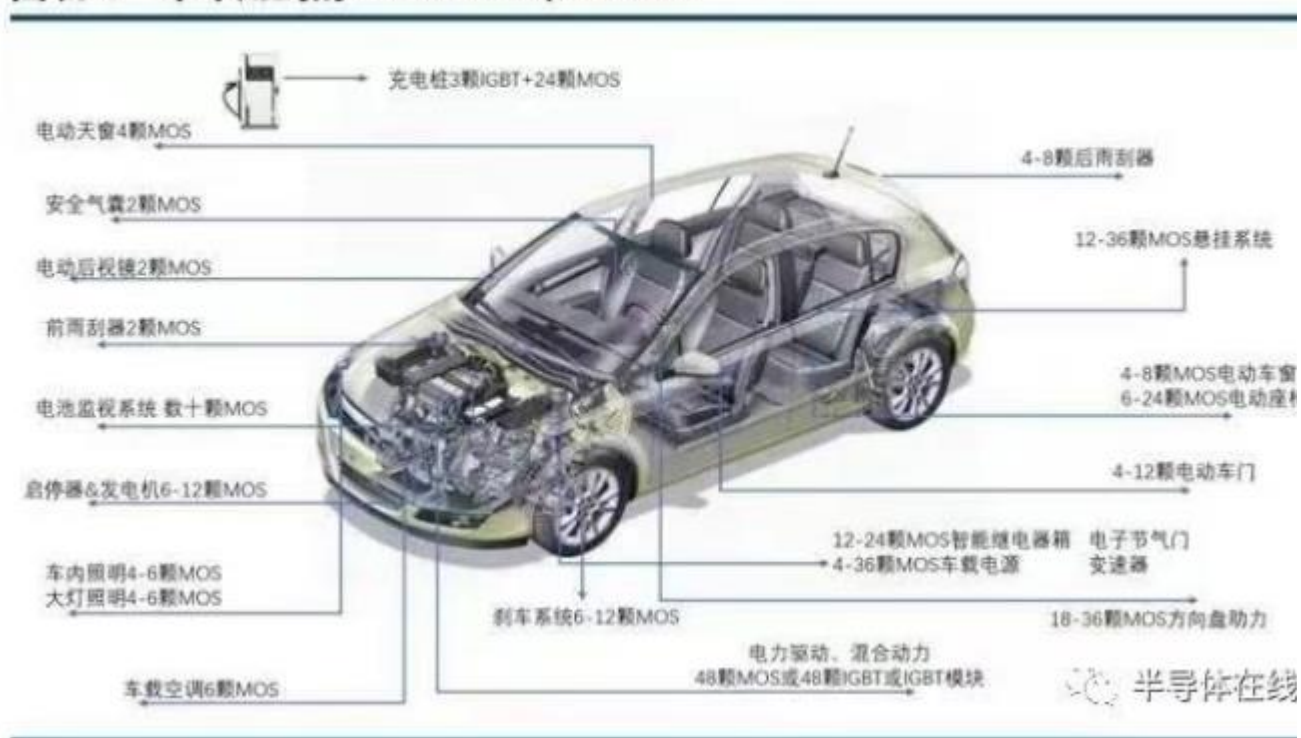 充电桩3颗IGBT+24颗MOS
电动天窗4颗MOS
4-8颗后雨刮器
安全气囊2颗MOS
12-36颗MOS悬挂系统
电动后视镜2颗MOS
前雨刮器2颗MOS
4-8颗MOS电动车窗
6-24颗MOS电动座
电池监视系统 数十颗MOS
4-12颗电动车门
启停器&发电机6-12颗MOS
12-24颗MOS智能继电器箱 电子节气门
4-36颗MOS车载电源 变速器
车内照明4-6颗MOS
大灯照明4-6颗MOS
刹车系统6-12颗MOS
18-36颗MOS方向盘助力
电力驱动、混合动力
48颗MOS或48颗IGBT或IGBT模块
车载空调6颗MOS
半导体在线